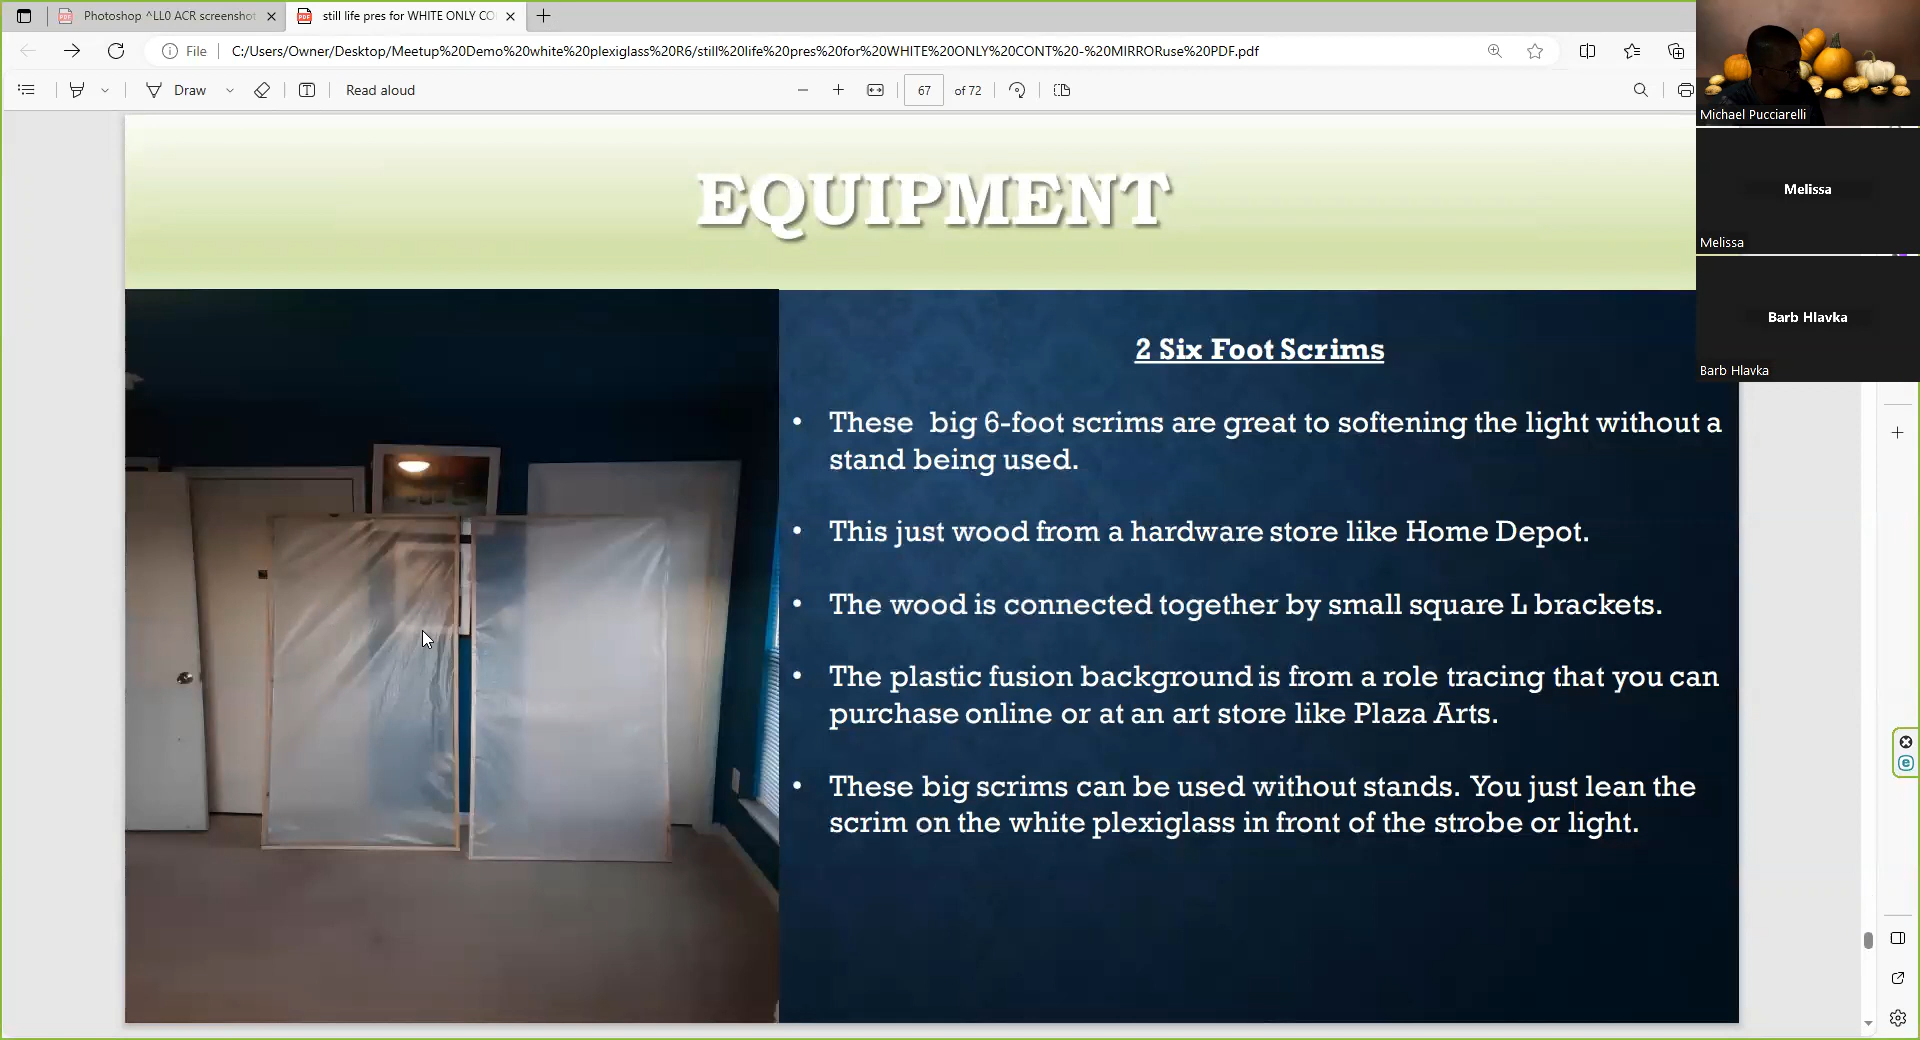 Photoshop ^LL0 ACR screenshot
still life pres for WHITE ONLY CO
File
C:/Users/Owner/Desktop/Meetup%20Demo%20white%20plexiglass%20R6/still%20life%20pres%20for%20WHITE%20ONLY%20CONT%20-%20MIRRORuse%20PDF.pdf
Draw
Read aloud
67
of 72
Michael Pucciarelli
Melissa
Melissa
Barb Hlavka
Barb Hlavka
EQUIPMENT
2 Six Foot Scrims
• These big 6-foot scrims are great to softening the light without a
stand being used.
• This just wood from a hardware store like Home Depot.
• The wood is connected together by small square L brackets.
• The plastic fusion background is from a role tracing that you can
purchase online or at an art store like Plaza Arts.
• These big scrims can be used without stands. You just lean the
scrim on the white plexiglass in front of the strobe or light.